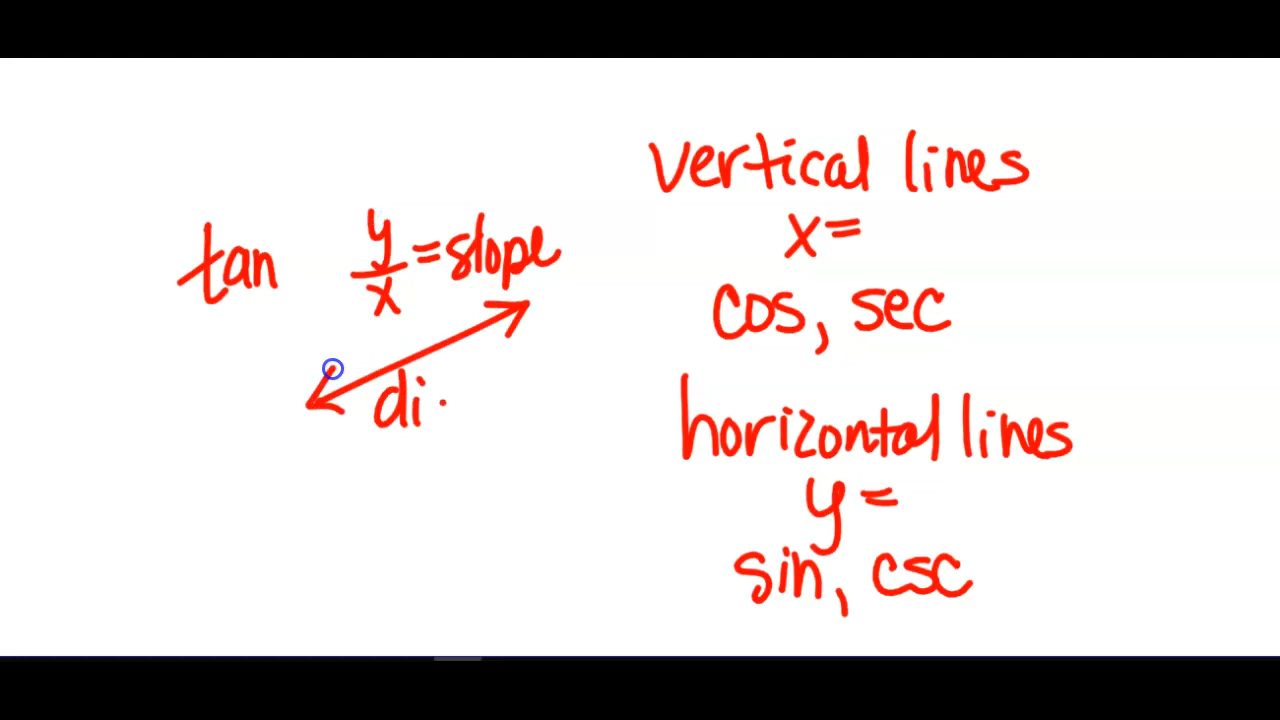 tan y/x = slope
di
vertical lines
x=
cos, sec
horizontal lines
y=
sin, csc